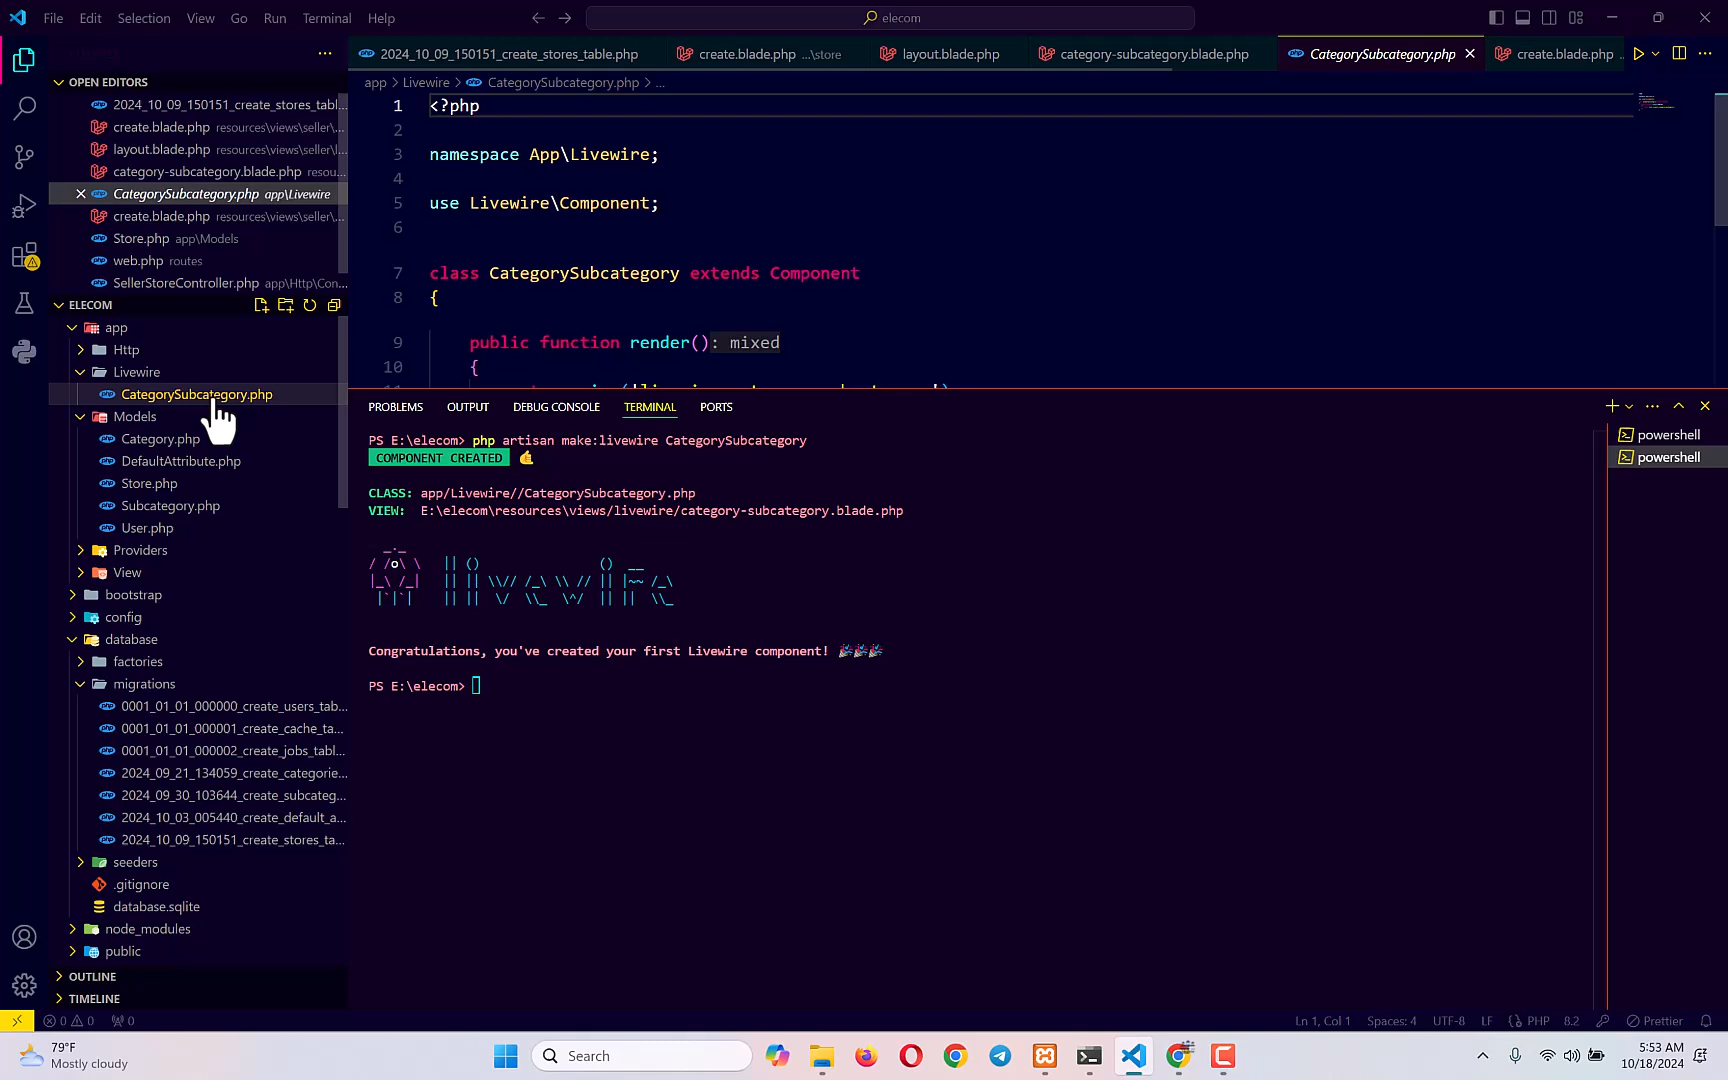 File Edit Selection View Go Run Terminal Help
elecom
2024_10_09_150151_create_stores_table.php
create.blade.php ...\store
layout.blade.php
category-subcategory.blade.php
CategorySubcategory.php
create.blade.php ..
OPEN EDITORS
2024_10_09_150151_create_stores_tabl...
create.blade.php resources\views\seller\...
layout.blade.php resources\views\seller\l...
category-subcategory.blade.php resou...
CategorySubcategory.php app\Livewire
create.blade.php resources\views\seller\...
Store.php app\Models
web.php routes
SellerStoreController.php app\Http\Con...
ELECOM
app
Http
Livewire
CategorySubcategory.php
Models
Category.php
DefaultAttribute.php
Store.php
Subcategory.php
User.php
Providers
View
bootstrap
config
database
factories
migrations
0001_01_01_000000_create_users_tab...
0001_01_01_000001_create_cache_ta...
0001_01_01_000002_create_jobs_tabl...
2024_09_21_134059_create_categorie...
2024_09_30_103644_create_subcateg...
2024_10_03_005440_create_default_a...
2024_10_09_150151_create_stores_ta...
seeders
.gitignore
database.sqlite
node_modules
public
OUTLINE
TIMELINE
app > Livewire > CategorySubcategory.php > ...
1 <?php
2
3 namespace App\Livewire;
4
5 use Livewire\Component;
6
7 class CategorySubcategory extends Component
8 {
9 public function render(): mixed
10 {
PROBLEMS OUTPUT DEBUG CONSOLE TERMINAL PORTS
powershell
powershell
PS E:\elecom> php artisan make:livewire CategorySubcategory
COMPONENT CREATED 👍
CLASS: app/Livewire//CategorySubcategory.php
VIEW: E:\elecom\resources\views/livewire/category-subcategory.blade.php
Congratulations, you've created your first Livewire component! 🎉🎉🎉
PS E:\elecom>
0 0 0
Ln 1, Col 1 Spaces: 4 UTF-8 LF PHP 8.2 Prettier
79°F
Mostly cloudy
Search
5:53 AM
10/18/2024